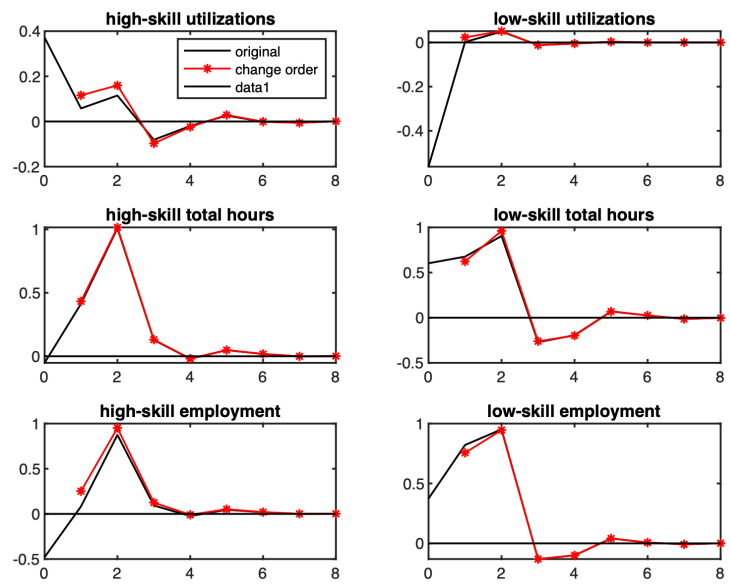 high-skill utilizations
0.4
0.2
0
-0.2
0 2 4 6 8
original
change order
data1
low-skill utilizations
0
-0.2
-0.4
0 2 4 6 8
high-skill total hours
1
0.5
0
0 2 4 6 8
low-skill total hours
1
0.5
0
-0.5
0 2 4 6 8
high-skill employment
1
0.5
0
-0.5
0 2 4 6 8
low-skill employment
1
0.5
0
0 2 4 6 8